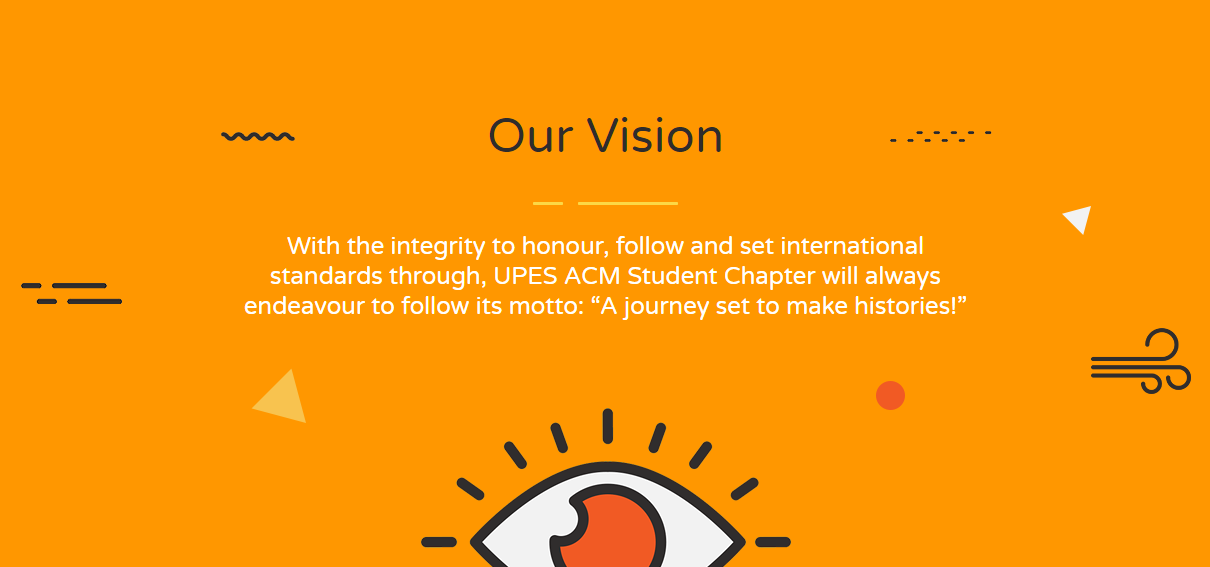 Our Vision
With the integrity to honour, follow and set international
standards through, UPES ACM Student Chapter will always
endeavour to follow its motto: “A journey set to make histories!”